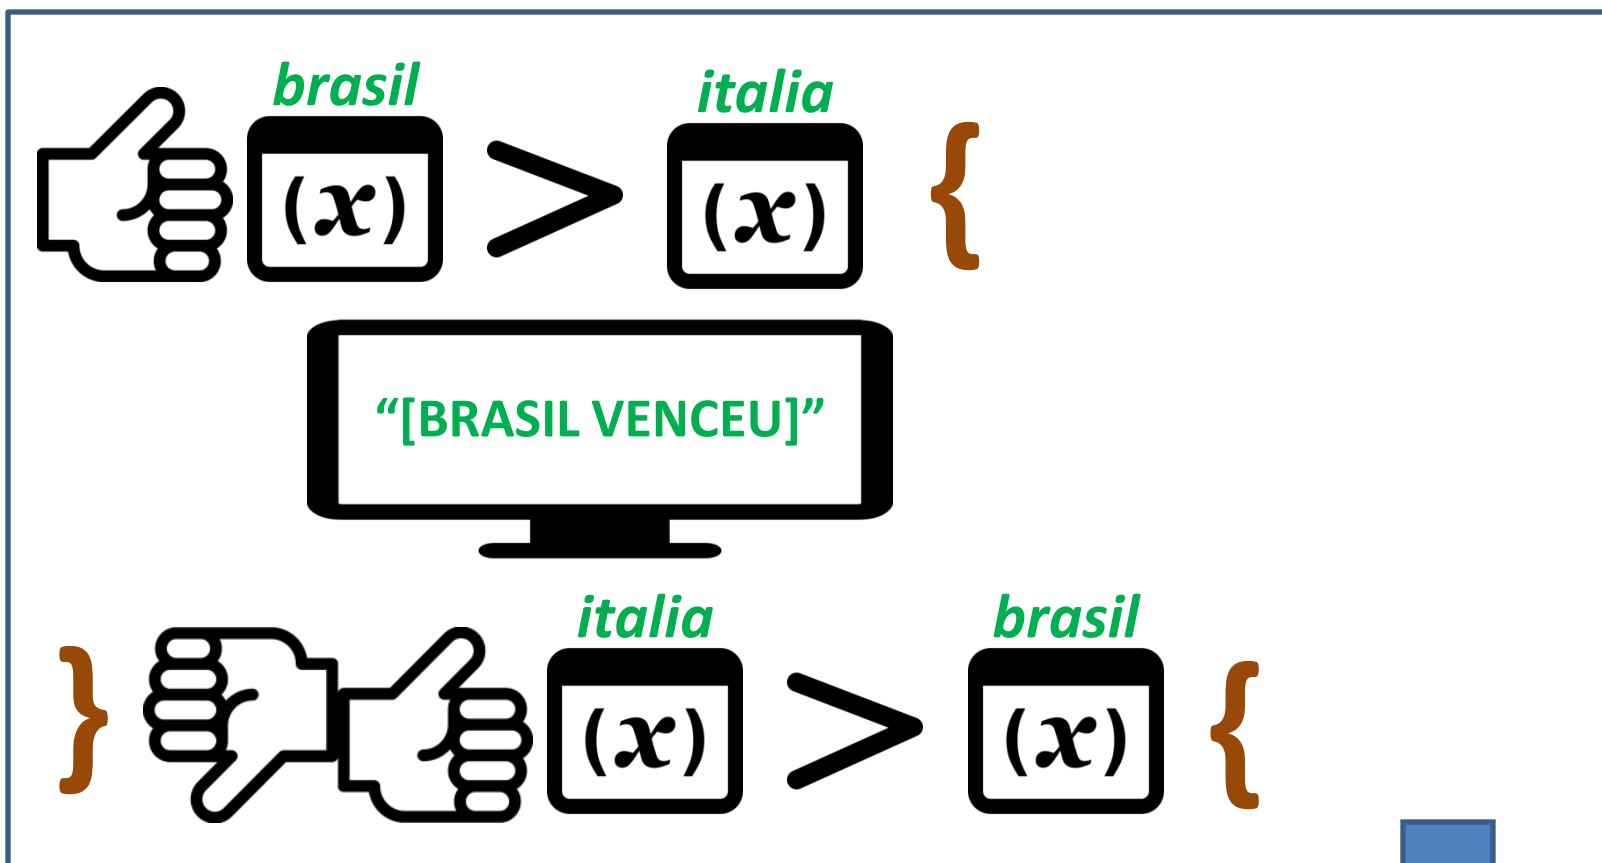 brasil italia
(x) > (x) {
“[BRASIL VENCEU]”
italia brasil
} (x) > (x) {